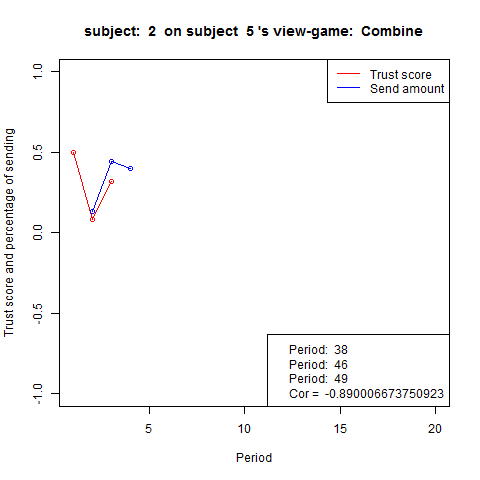 subject:  2  on subject  5 's view-game:  Combine
Trust score
Send amount
Trust score and percentage of sending
1.0
0.5
0.0
-0.5
-1.0
Period:  38
Period:  46
Period:  49
Cor =  -0.890006673750923
5 10 15 20
Period